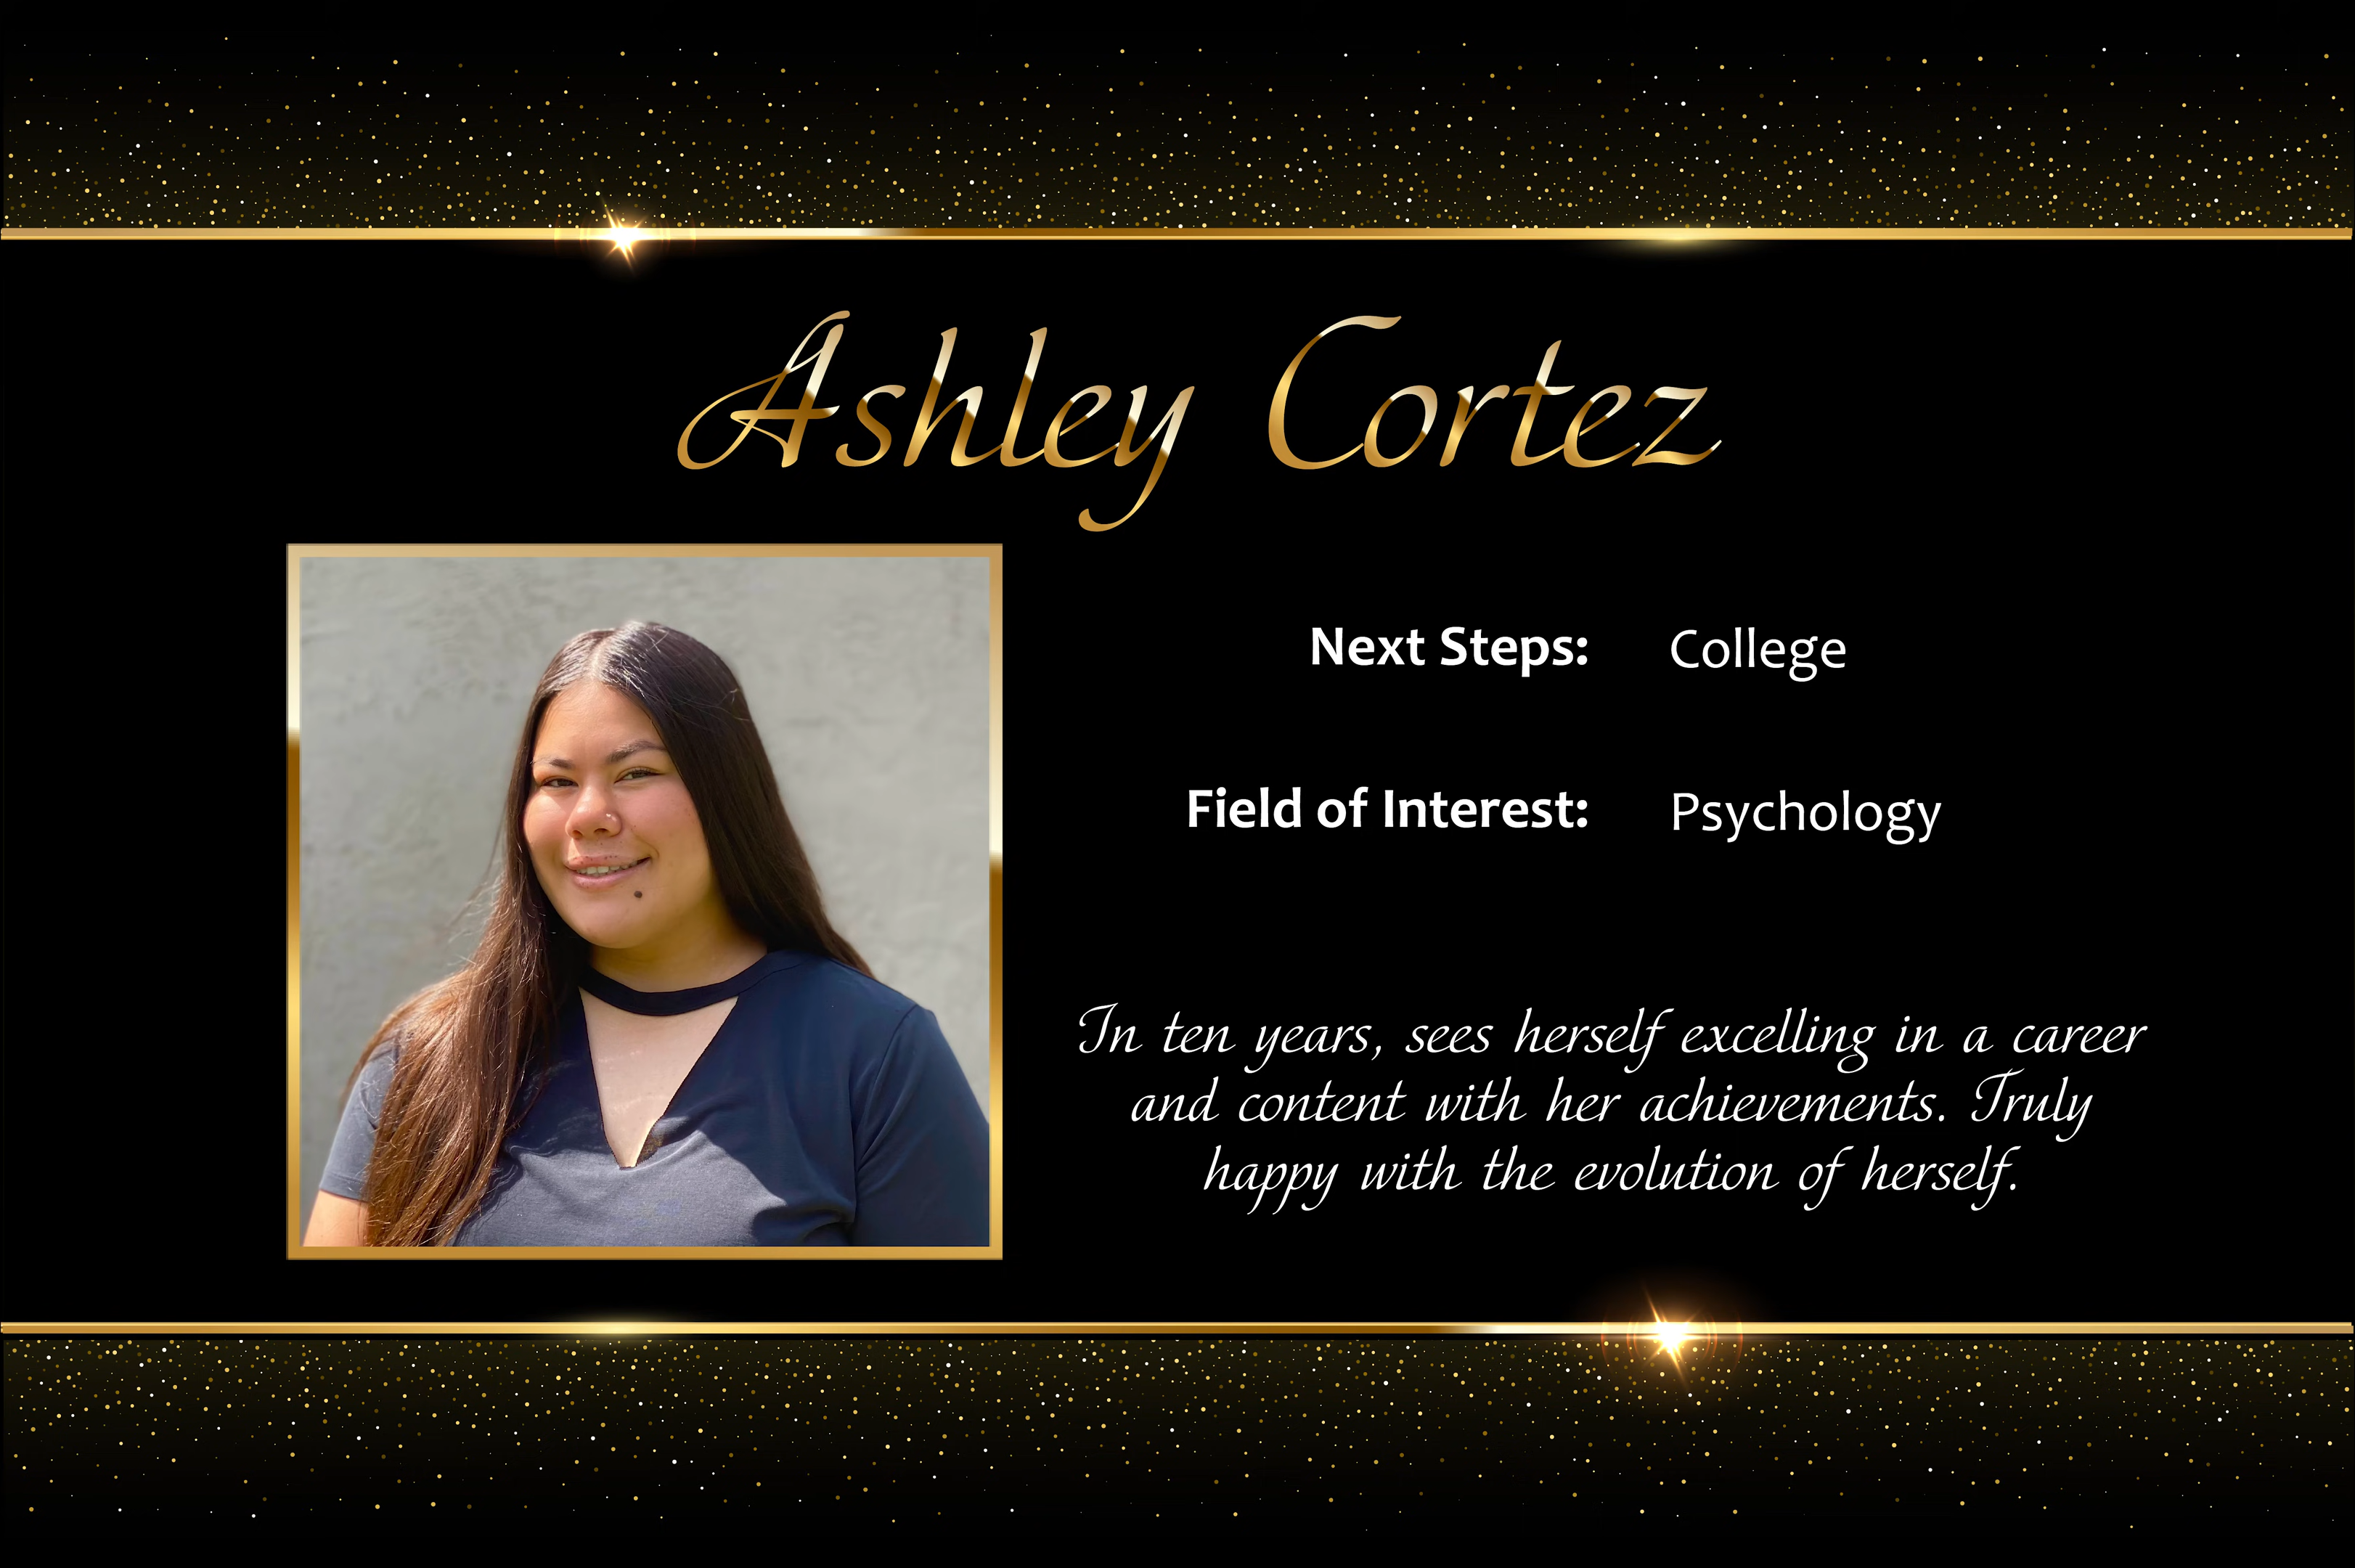 Ashley Cortez
Next Steps: College
Field of Interest: Psychology
In ten years, sees herself excelling in a career
and content with her achievements. Truly
happy with the evolution of herself.